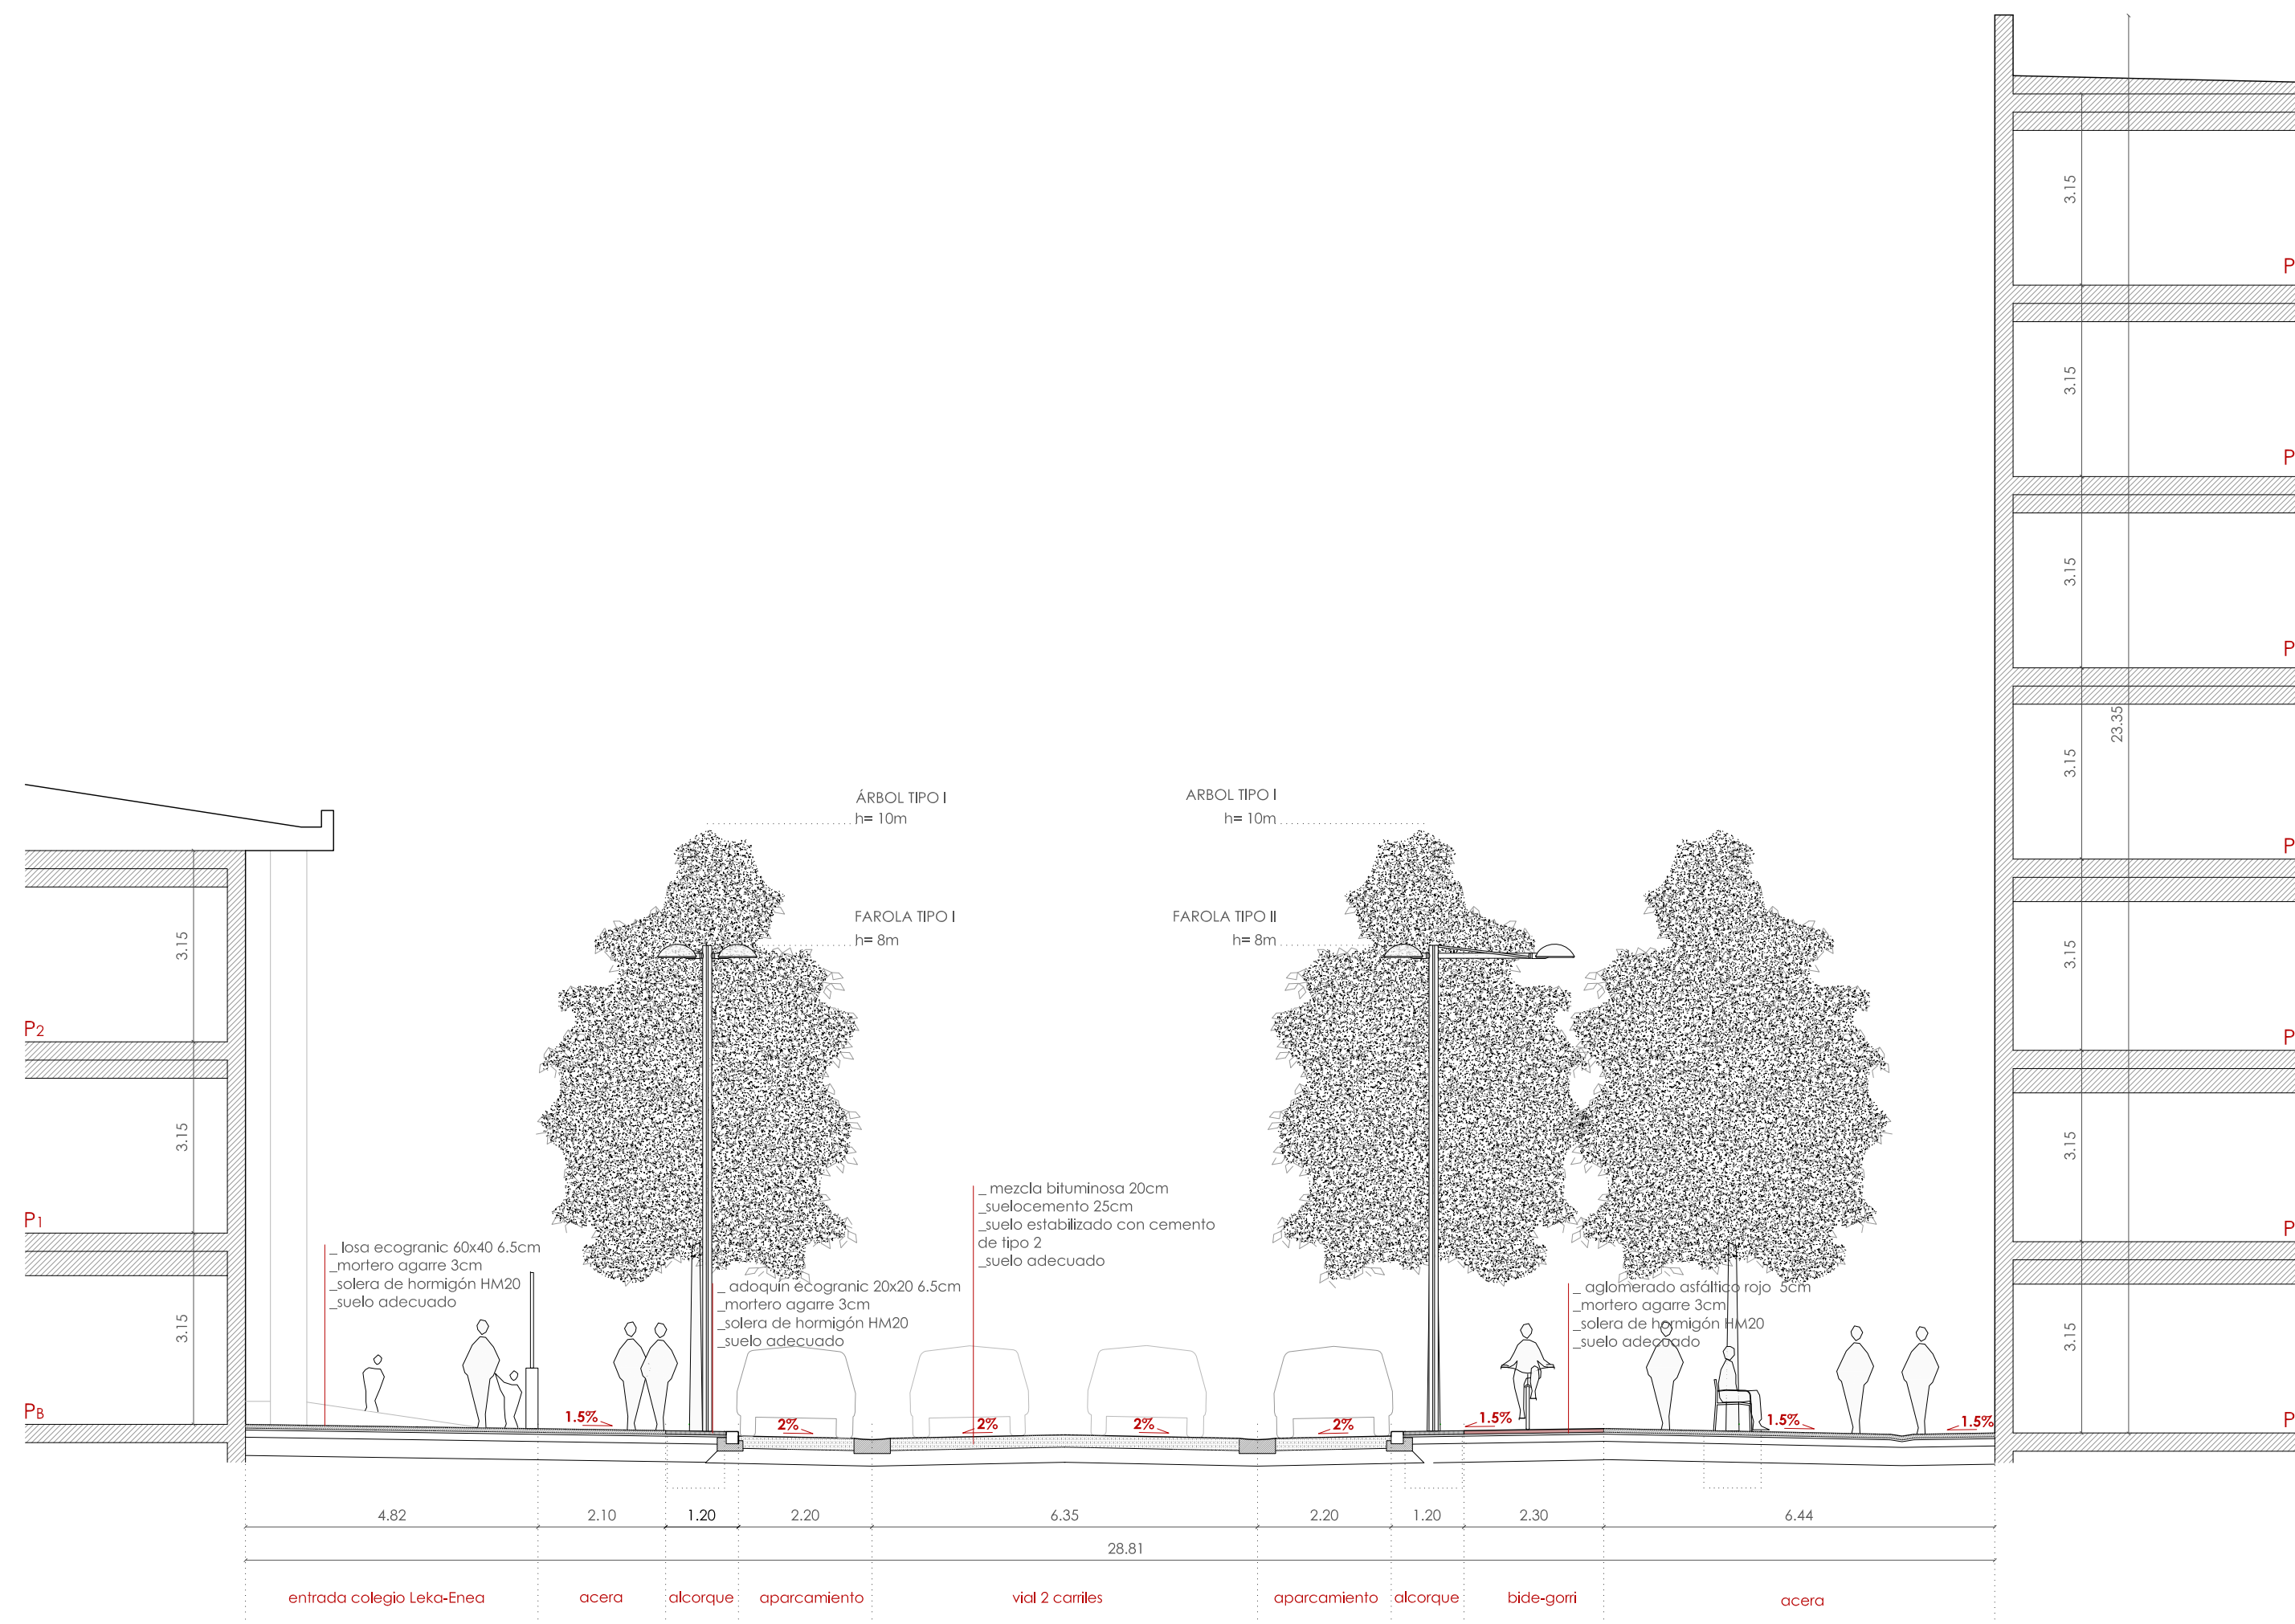 3.15
P
3.15
P
3.15
P
23.35
3.15
P
3.15
P
3.15
P
3.15
P
ÁRBOL TIPO I
h= 10m
ARBOL TIPO I
h= 10m
FAROLA TIPO I
h= 8m
FAROLA TIPO II
h= 8m
3.15
P2
3.15
P1
3.15
PB
_ losa ecogranic 60x40 6.5cm
_mortero agarre 3cm
_solera de hormigón HM20
_suelo adecuado
_ adoquin ecogranic 20x20 6.5cm
_mortero agarre 3cm
_solera de hormigón HM20
_suelo adecuado
_ mezcla bituminosa 20cm
_suelocemento 25cm
_suelo estabilizado con cemento
de tipo 2
_suelo adecuado
_ aglomerado asfáltico rojo 5cm
_mortero agarre 3cm
_solera de hormigón HM20
_suelo adecuado
1.5%
2%
2%
2%
2%
1.5%
1.5%
1.5%
4.82
2.10
1.20
2.20
6.35
2.20
1.20
2.30
6.44
28.81
entrada colegio Leka-Enea
acera
alcorque
aparcamiento
vial 2 carriles
aparcamiento
alcorque
bide-gorri
acera